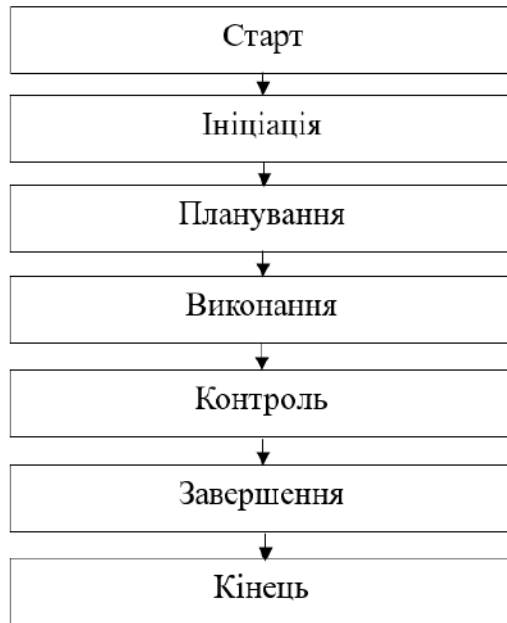 Старт
Ініціація
Планування
Виконання
Контроль
Завершення
Кінець